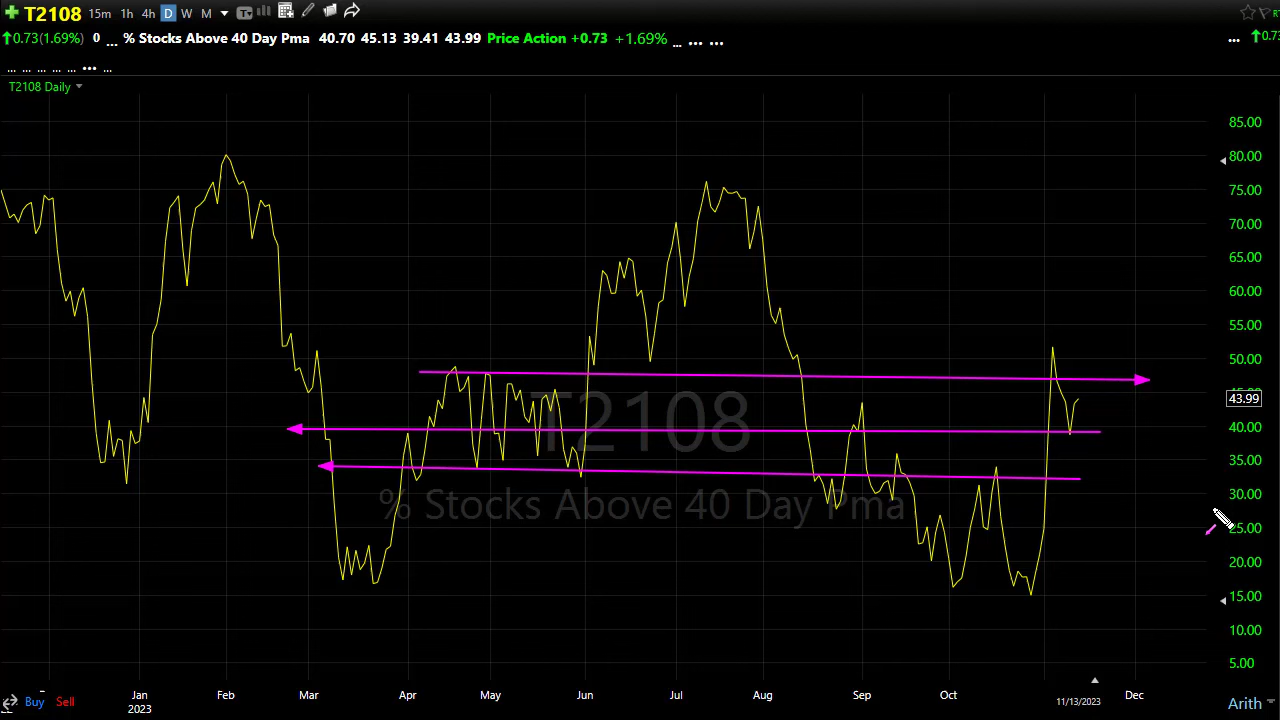 T2108 15m 1h 4h D W M
0.73(1.69%) 0 ... % Stocks Above 40 Day Pma 40.70 45.13 39.41 43.99 Price Action +0.73 +1.69% ... ... ... ... 0.73
... ... ... ... ... ... ...
T2108 Daily
85.00
80.00
75.00
70.00
65.00
60.00
55.00
50.00
45.00
43.99
40.00
35.00
30.00
25.00
20.00
15.00
10.00
5.00
T2108
% Stocks Above 40 Day Pma
Jan Feb Mar Apr May Jun Jul Aug Sep Oct Dec
2023 11/13/2023
Buy Sell Arith